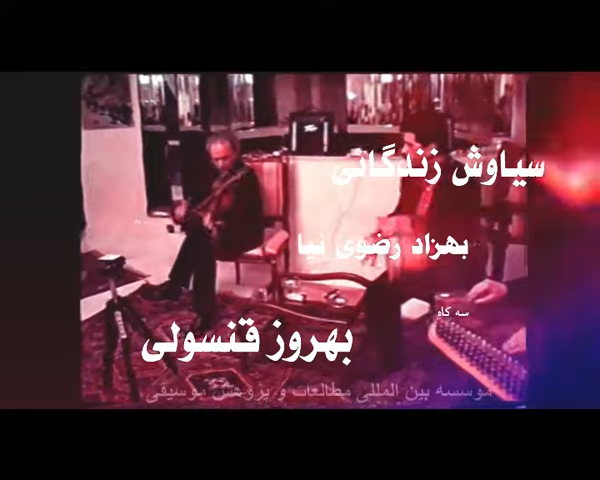 سیاوش زندگانی
بهزاد رضوی نیا
سه گاه
بهروز قنسولی
موسسه بین المللی مطالعات و پژوهش موسیقی